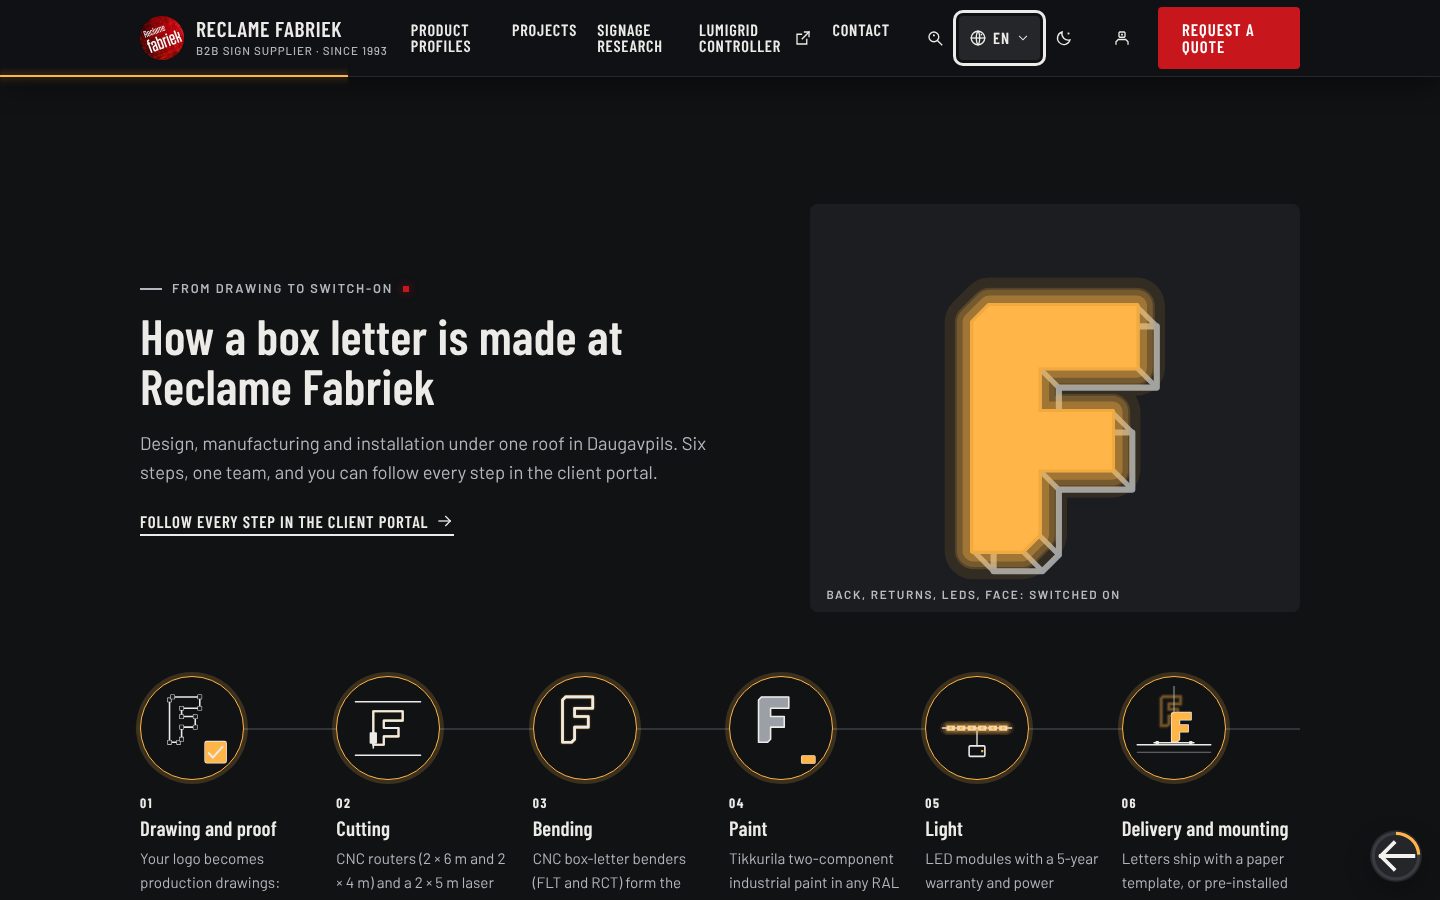 Reclame fabriek
RECLAME FABRIEK
B2B SIGN SUPPLIER · SINCE 1993
PRODUCT PROFILES
PROJECTS
SIGNAGE RESEARCH
LUMIGRID CONTROLLER
CONTACT
EN
REQUEST A QUOTE
FROM DRAWING TO SWITCH-ON
How a box letter is made at
Reclame Fabriek
Design, manufacturing and installation under one roof in Daugavpils. Six
steps, one team, and you can follow every step in the client portal.
FOLLOW EVERY STEP IN THE CLIENT PORTAL
F
BACK, RETURNS, LEDS, FACE: SWITCHED ON
F
F
F
F
F
01
Drawing and proof
Your logo becomes
production drawings:
02
Cutting
CNC routers (2 × 6 m and 2
× 4 m) and a 2 × 5 m laser
03
Bending
CNC box-letter benders
(FLT and RCT) form the
04
Paint
Tikkurila two-component
industrial paint in any RAL
05
Light
LED modules with a 5-year
warranty and power
06
Delivery and mounting
Letters ship with a paper
template, or pre-installed